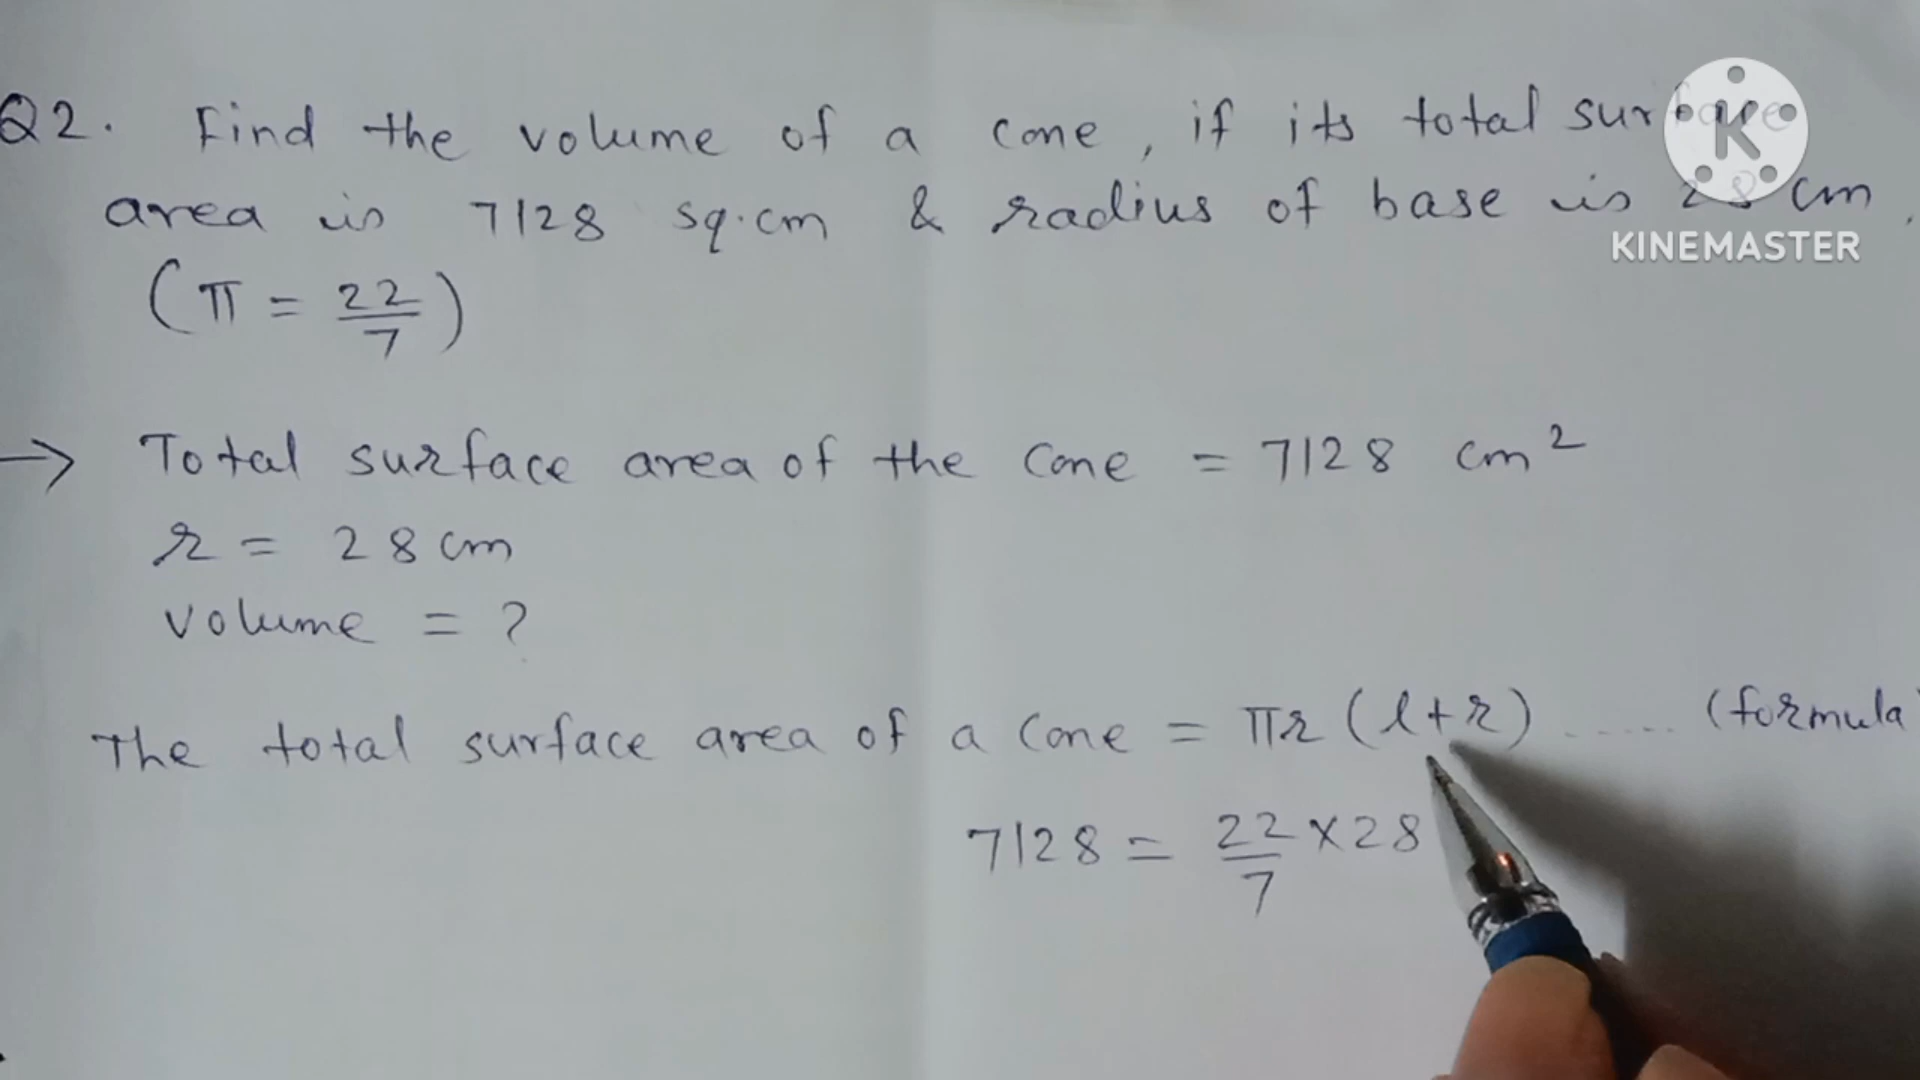 Q2. Find the volume of a cone, if its total surface
area is 7128 sq.cm & radius of base is 28 cm.
KINEMASTER
(π = 22/7)
→ Total surface area of the cone = 7128 cm²
r = 28 cm
volume = ?
The total surface area of a cone = πr (l+r) ...... (formula)
7128 = 22/7 × 28